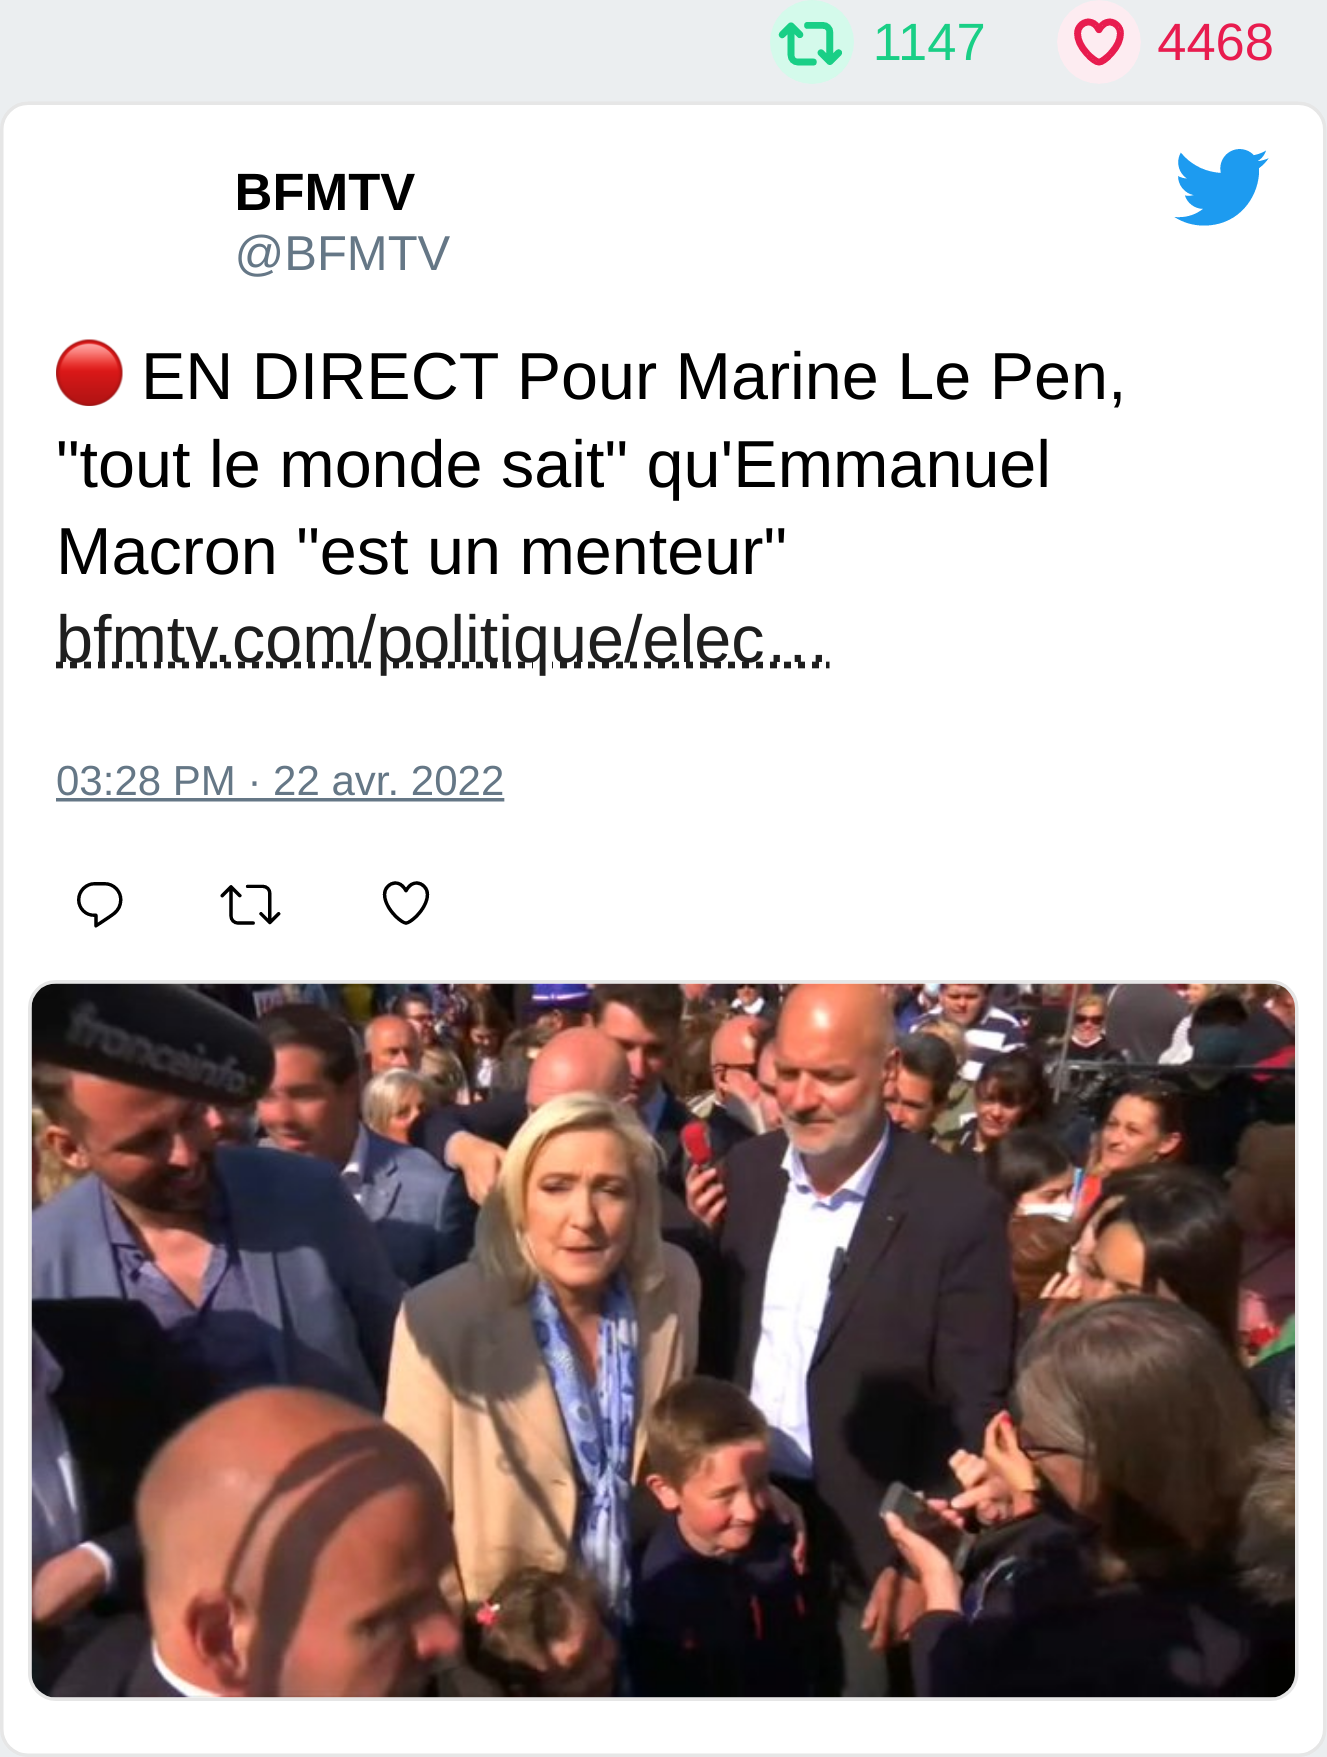 1147 4468
BFMTV
@BFMTV
🔴 EN DIRECT Pour Marine Le Pen,
"tout le monde sait" qu'Emmanuel
Macron "est un menteur"
bfmtv.com/politique/elec…
03:28 PM · 22 avr. 2022
franceinfo: